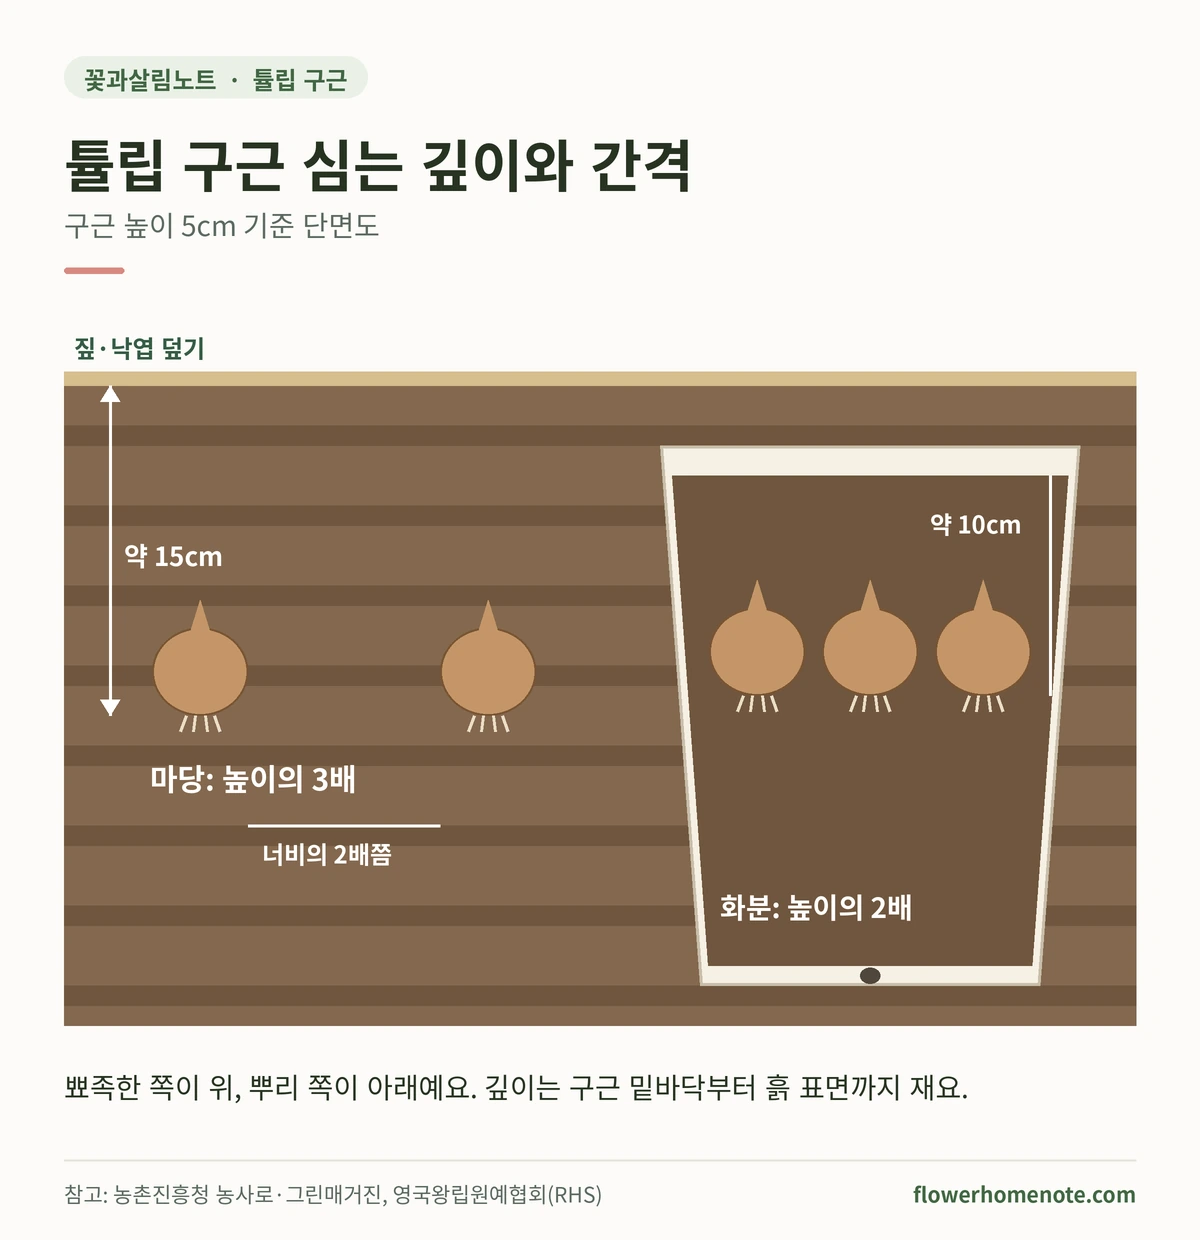 꽃과살림노트 · 튤립 구근
튤립 구근 심는 깊이와 간격
구근 높이 5cm 기준 단면도
짚·낙엽 덮기
약 15cm
약 10cm
마당: 높이의 3배
너비의 2배쯤
화분: 높이의 2배
뾰족한 쪽이 위, 뿌리 쪽이 아래예요. 깊이는 구근 밑바닥부터 흙 표면까지 재요.
참고: 농촌진흥청 농사로·그린매거진, 영국왕립원예협회(RHS)
flowerhomenote.com